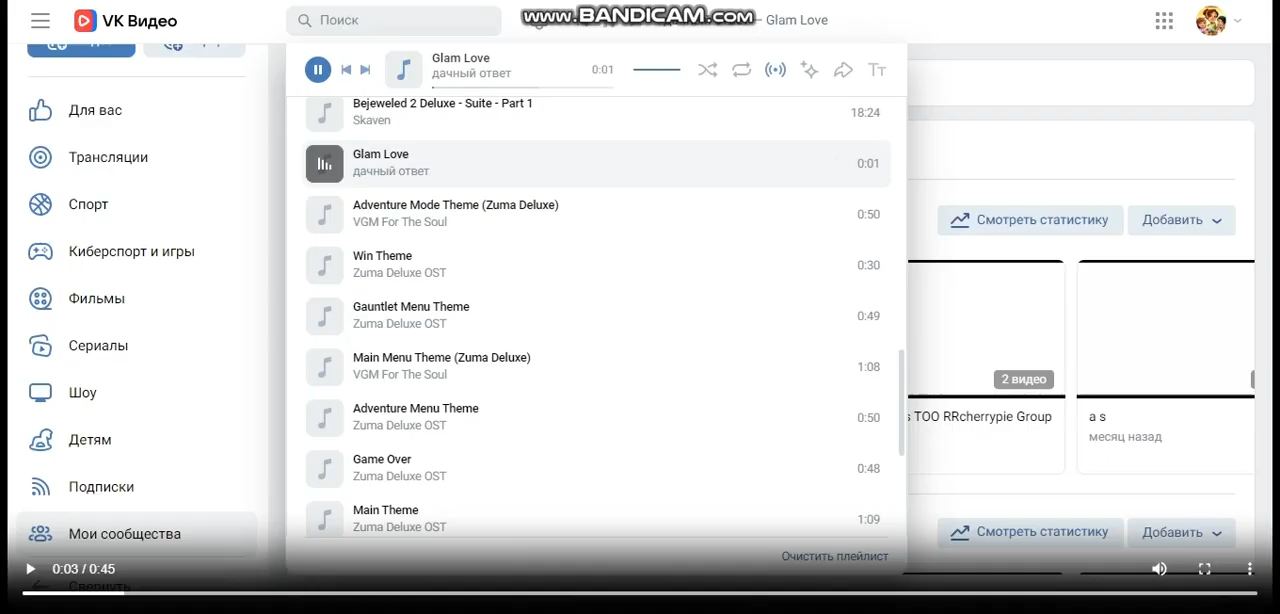 VK Видео
Поиск
www.BANDICAM.com
– Glam Love
Glam Love
дачный ответ
0:01
Tт
Bejeweled 2 Deluxe - Suite - Part 1
Skaven
18:24
Glam Love
дачный ответ
0:01
Adventure Mode Theme (Zuma Deluxe)
VGM For The Soul
0:50
Win Theme
Zuma Deluxe OST
0:30
Gauntlet Menu Theme
Zuma Deluxe OST
0:49
Main Menu Theme (Zuma Deluxe)
VGM For The Soul
1:08
Adventure Menu Theme
Zuma Deluxe OST
0:50
Game Over
Zuma Deluxe OST
0:48
Main Theme
Zuma Deluxe OST
1:09
Очистить плейлист
Для вас
Трансляции
Спорт
Киберспорт и игры
Фильмы
Сериалы
Шоу
Детям
Подписки
Мои сообщества
Свернуть
Смотреть статистику
Добавить
2 видео
s TOO RRcherrypie Group
a s
месяц назад
Смотреть статистику
Добавить
0:03 / 0:45